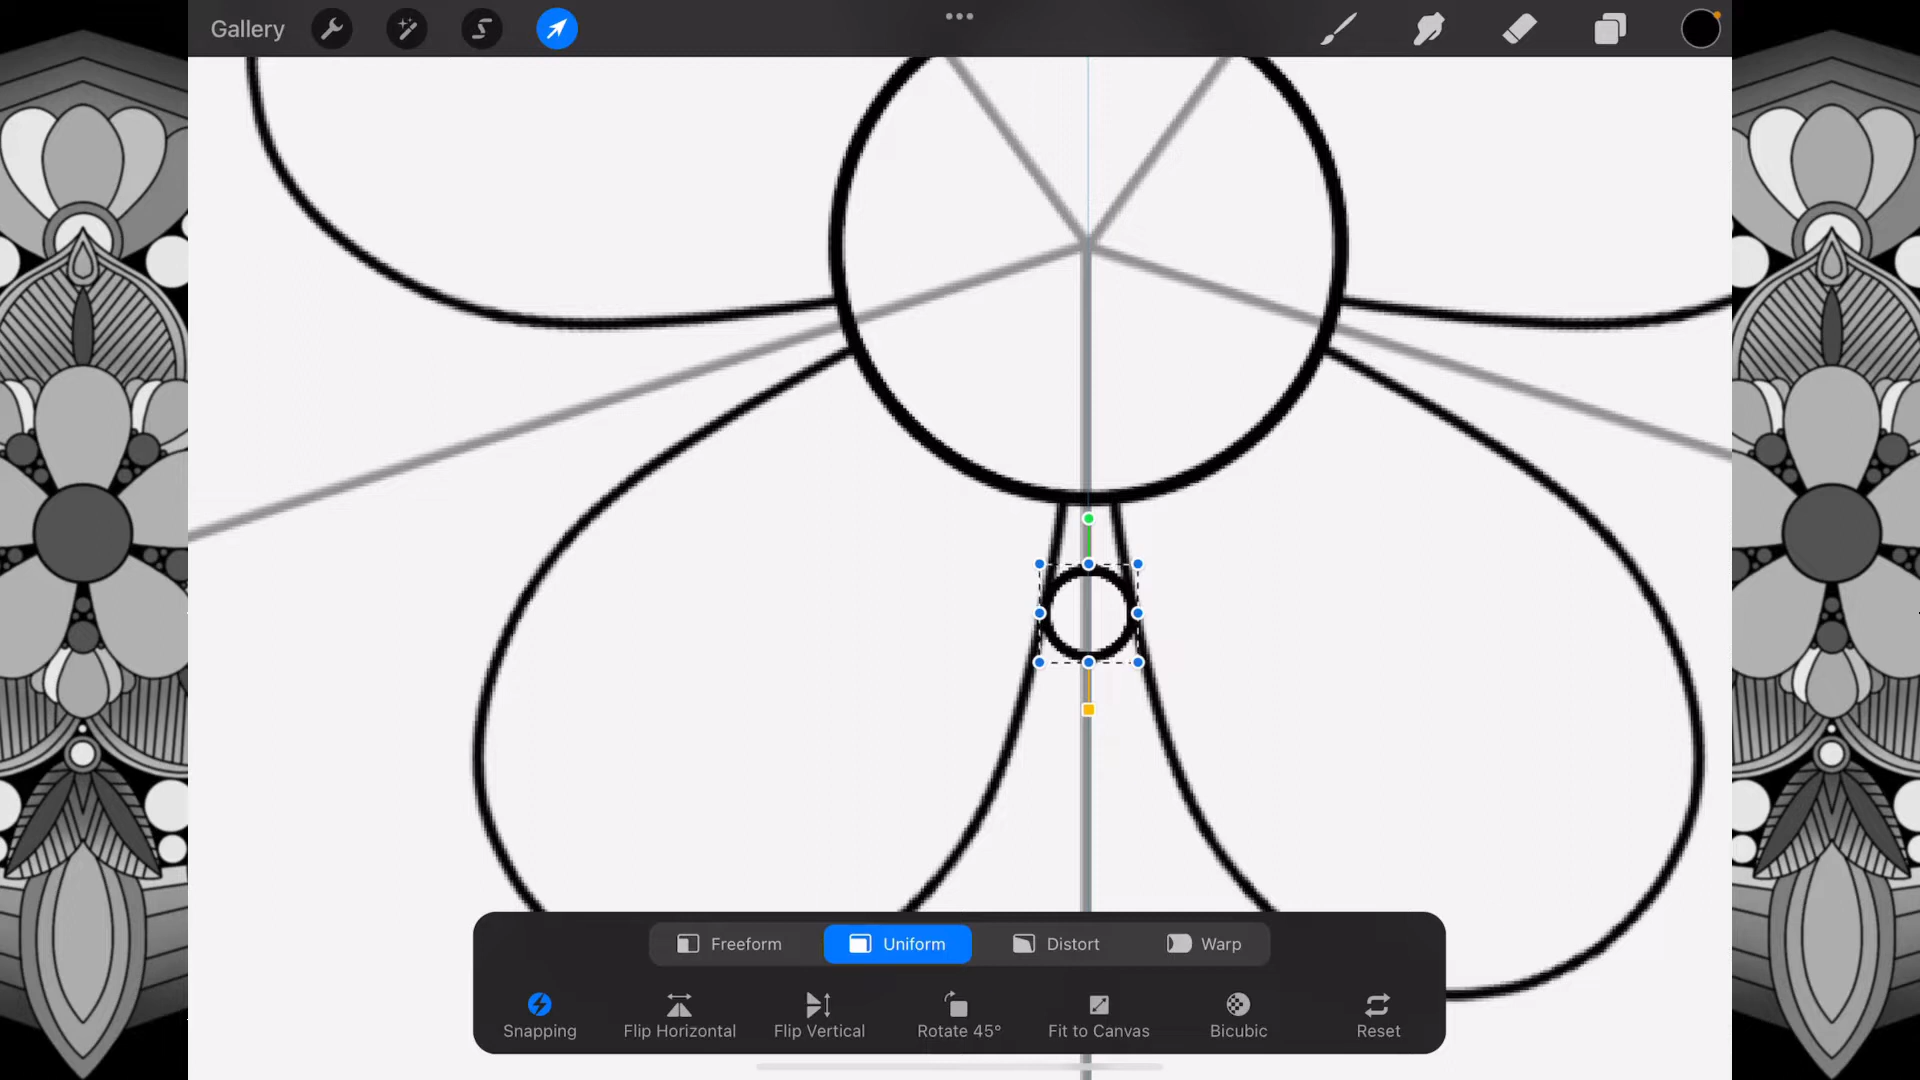 Gallery
Freeform Uniform Distort Warp
Snapping Flip Horizontal Flip Vertical Rotate 45° Fit to Canvas Bicubic Reset